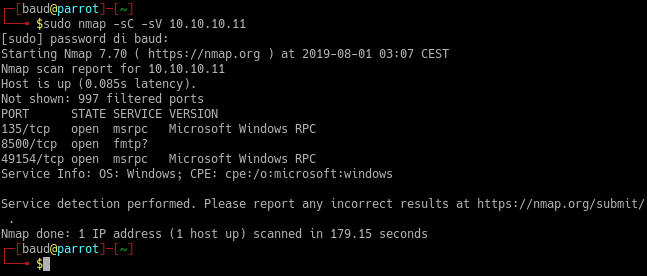 ┌─[baud@parrot]─[~]
└──╼ $sudo nmap -sC -sV 10.10.10.11
[sudo] password di baud:
Starting Nmap 7.70 ( https://nmap.org ) at 2019-08-01 03:07 CEST
Nmap scan report for 10.10.10.11
Host is up (0.085s latency).
Not shown: 997 filtered ports
PORT      STATE SERVICE VERSION
135/tcp   open  msrpc   Microsoft Windows RPC
8500/tcp  open  fmtp?
49154/tcp open  msrpc   Microsoft Windows RPC
Service Info: OS: Windows; CPE: cpe:/o:microsoft:windows
Service detection performed. Please report any incorrect results at https://nmap.org/submit/
 .
Nmap done: 1 IP address (1 host up) scanned in 179.15 seconds
┌─[baud@parrot]─[~]
└──╼ $